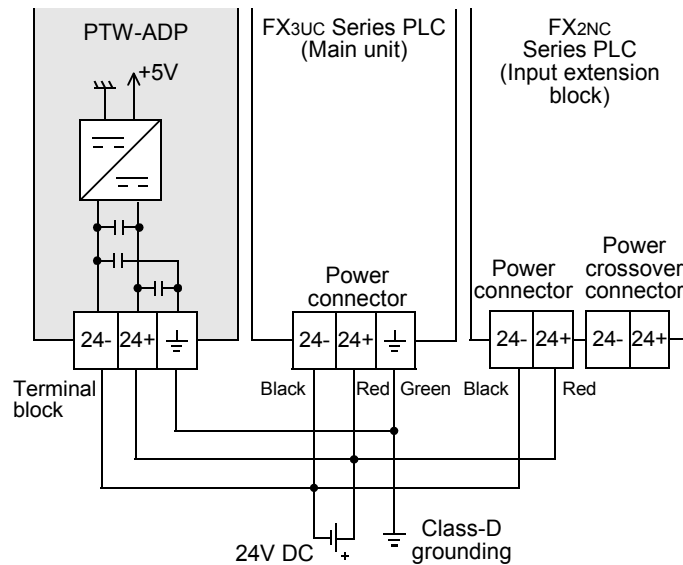 PTW-ADP
+5V
24- 24+
Terminal
block
FX3UC Series PLC
(Main unit)
Power
connector
24- 24+
Black Red Green
FX2NC
Series PLC
(Input extension
block)
Power
connector
Power
crossover
connector
24- 24+
24- 24+
Black Red
24V DC
+
Class-D
grounding